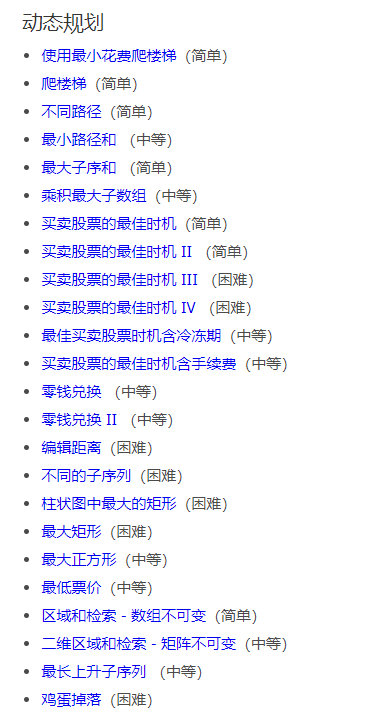 动态规划
使用最小花费爬楼梯（简单）
爬楼梯（简单）
不同路径（简单）
最小路径和 （中等）
最大子序和 （简单）
乘积最大子数组（中等）
买卖股票的最佳时机（简单）
买卖股票的最佳时机 II （简单）
买卖股票的最佳时机 III （困难）
买卖股票的最佳时机 IV （困难）
最佳买卖股票时机含冷冻期（中等）
买卖股票的最佳时机含手续费（中等）
零钱兑换 （中等）
零钱兑换 II （中等）
编辑距离（困难）
不同的子序列（困难）
柱状图中最大的矩形（困难）
最大矩形（困难）
最大正方形（中等）
最低票价（中等）
区域和检索 - 数组不可变（简单）
二维区域和检索 - 矩阵不可变（中等）
最长上升子序列 （中等）
鸡蛋掉落（困难）